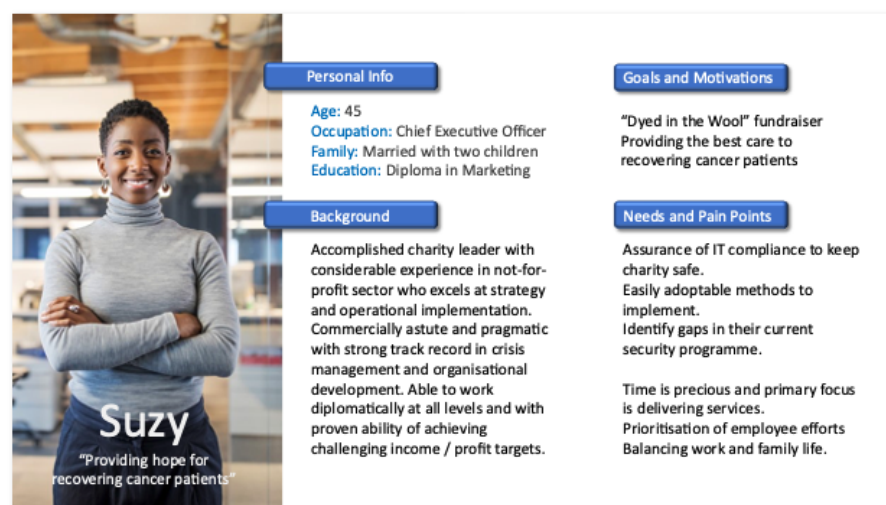 Suzy
“Providing hope for
recovering cancer patients”
Personal Info
Age: 45
Occupation: Chief Executive Officer
Family: Married with two children
Education: Diploma in Marketing
Background
Accomplished charity leader with
considerable experience in not-for-
profit sector who excels at strategy
and operational implementation.
Commercially astute and pragmatic
with strong track record in crisis
management and organisational
development. Able to work
diplomatically at all levels and with
proven ability of achieving
challenging income / profit targets.
Goals and Motivations
“Dyed in the Wool” fundraiser
Providing the best care to
recovering cancer patients
Needs and Pain Points
Assurance of IT compliance to keep
charity safe.
Easily adoptable methods to
implement.
Identify gaps in their current
security programme.
Time is precious and primary focus
is delivering services.
Prioritisation of employee efforts
Balancing work and family life.